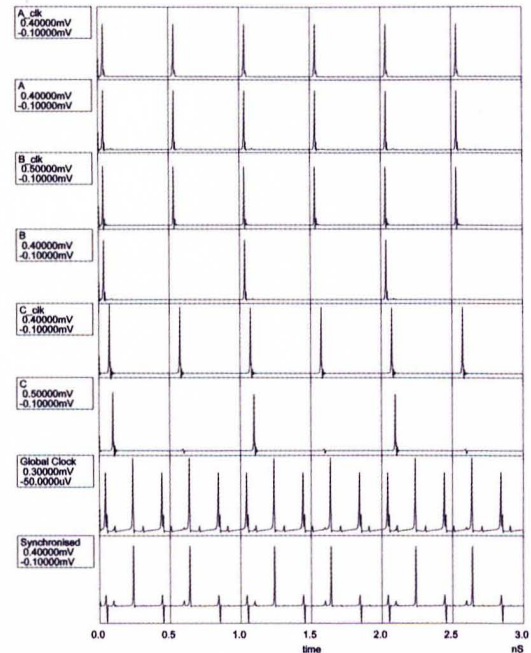 A_clk
0.40000mV
-0.10000mV
A
0.40000mV
-0.10000mV
B_clk
0.50000mV
-0.10000mV
B
0.40000mV
-0.10000mV
C_clk
0.40000mV
-0.10000mV
C
0.50000mV
-0.10000mV
Global Clock
0.30000mV
-50.0000uV
Synchronised
0.40000mV
-0.10000mV
0.0 0.5 1.0 1.5 2.0 2.5 3.0
time nS